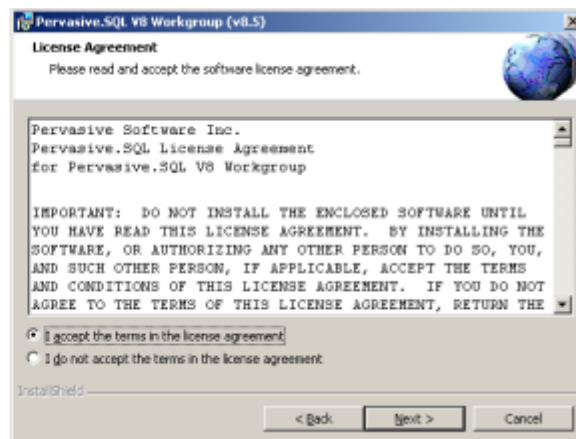 Pervasive.SQL V8 Workgroup (v8.5)
License Agreement
Please read and accept the software license agreement.
Pervasive Software Inc.
Pervasive.SQL License Agreement
for Pervasive.SQL V8 Workgroup
IMPORTANT: DO NOT INSTALL THE ENCLOSED SOFTWARE UNTIL
YOU HAVE READ THIS LICENSE AGREEMENT. BY INSTALLING THE
SOFTWARE, OR AUTHORIZING ANY OTHER PERSON TO DO SO, YOU,
AND SUCH OTHER PERSON, IF APPLICABLE, ACCEPT THE TERMS
AND CONDITIONS OF THIS LICENSE AGREEMENT. IF YOU DO NOT
AGREE TO THE TERMS OF THIS LICENSE AGREEMENT, RETURN THE
I accept the terms in the license agreement
I do not accept the terms in the license agreement
InstallShield
< Back Next > Cancel